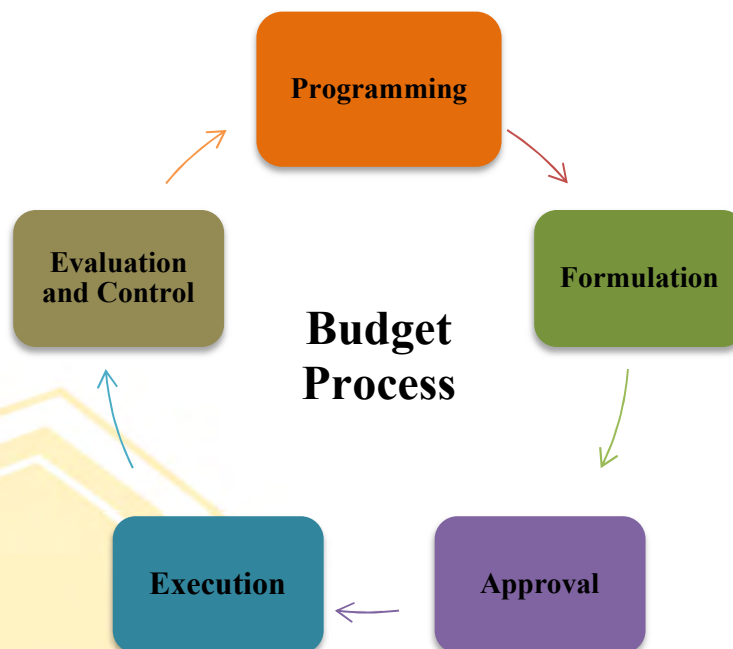 Programming
Formulation
Evaluation
and Control
Budget
Process
Execution
Approval